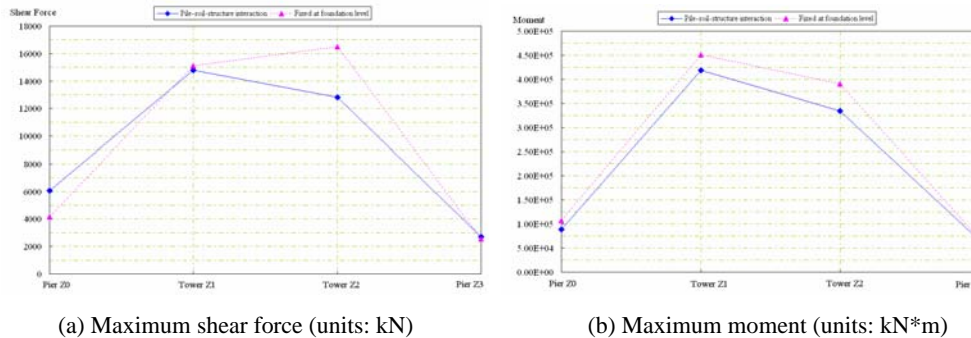 Shear Force
Pile-soil-structure interaction
Fixed at foundation level
18000
16000
14000
12000
10000
8000
6000
4000
2000
0
Pier Z0 Tower Z1 Tower Z2 Pier Z3
(a) Maximum shear force (units: kN)
Moment
Pile-soil-structure interaction
Fixed at foundation level
5.00E+05
4.50E+05
4.00E+05
3.50E+05
3.00E+05
2.50E+05
2.00E+05
1.50E+05
1.00E+05
5.00E+04
0.00E+00
Pier Z0 Tower Z1 Tower Z2 Pier
(b) Maximum moment (units: kN*m)